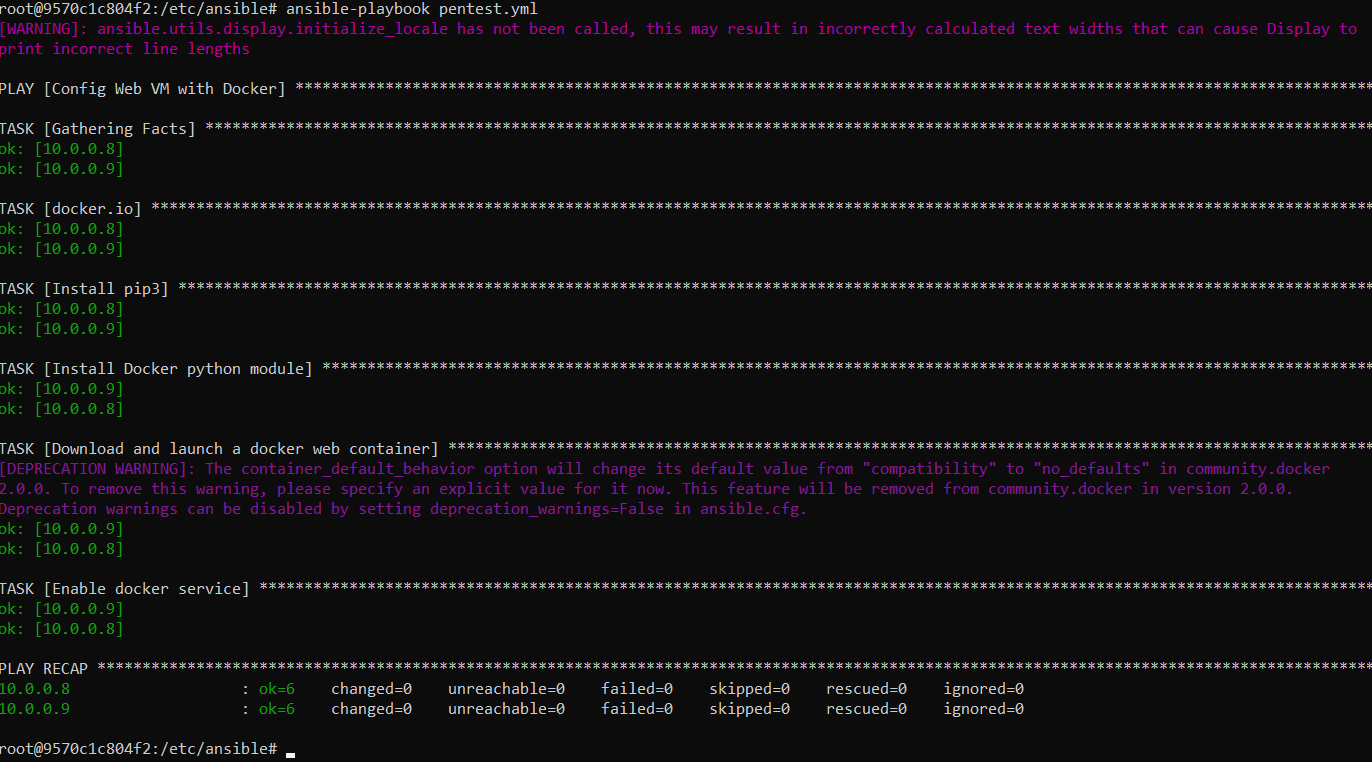 root@9570c1c804f2:/etc/ansible# ansible-playbook pentest.yml
[WARNING]: ansible.utils.display.initialize_locale has not been called, this may result in incorrectly calculated text widths that can cause Display to
print incorrect line lengths
PLAY [Config Web VM with Docker] ***********************************************************************************************************************
TASK [Gathering Facts] *********************************************************************************************************************************
ok: [10.0.0.8]
ok: [10.0.0.9]
TASK [docker.io] ***************************************************************************************************************************************
ok: [10.0.0.8]
ok: [10.0.0.9]
TASK [Install pip3] ************************************************************************************************************************************
ok: [10.0.0.8]
ok: [10.0.0.9]
TASK [Install Docker python module] ********************************************************************************************************************
ok: [10.0.0.9]
ok: [10.0.0.8]
TASK [Download and launch a docker web container] ******************************************************************************************************
[DEPRECATION WARNING]: The container_default_behavior option will change its default value from "compatibility" to "no_defaults" in community.docker
2.0.0. To remove this warning, please specify an explicit value for it now. This feature will be removed from community.docker in version 2.0.0.
Deprecation warnings can be disabled by setting deprecation_warnings=False in ansible.cfg.
ok: [10.0.0.9]
ok: [10.0.0.8]
TASK [Enable docker service] ***************************************************************************************************************************
ok: [10.0.0.9]
ok: [10.0.0.8]
PLAY RECAP *********************************************************************************************************************************************
10.0.0.8                   : ok=6    changed=0    unreachable=0    failed=0    skipped=0    rescued=0    ignored=0
10.0.0.9                   : ok=6    changed=0    unreachable=0    failed=0    skipped=0    rescued=0    ignored=0
root@9570c1c804f2:/etc/ansible#